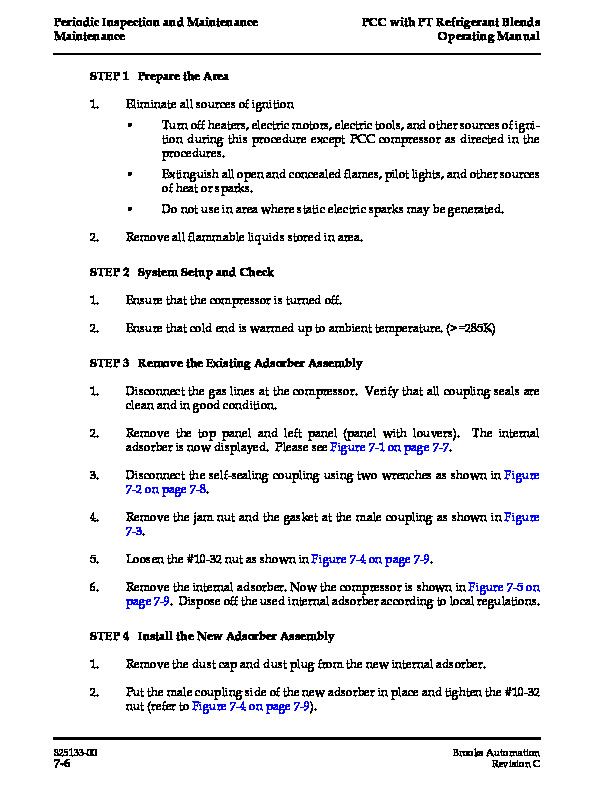 Periodic Inspection and Maintenance PCC with PT Refrigerant Blends
Maintenance Operating Manual
STEP 1 Prepare the Area
1. Eliminate all sources of ignition
• Turn off heaters, electric motors, electric tools, and other sources of igni-
tion during this procedure except PCC compressor as directed in the
procedures.
• Extinguish all open and concealed flames, pilot lights, and other sources
of heat or sparks.
• Do not use in area where static electric sparks may be generated.
2. Remove all flammable liquids stored in area.
STEP 2 System Setup and Check
1. Ensure that the compressor is turned off.
2. Ensure that cold end is warmed up to ambient temperature. (>=285K)
STEP 3 Remove the Existing Adsorber Assembly
1. Disconnect the gas lines at the compressor. Verify that all coupling seals are
clean and in good condition.
2. Remove the top panel and left panel (panel with louvers). The internal
adsorber is now displayed. Please see Figure 7-1 on page 7-7.
3. Disconnect the self-sealing coupling using two wrenches as shown in Figure
7-2 on page 7-8.
4. Remove the jam nut and the gasket at the male coupling as shown in Figure
7-3.
5. Loosen the #10-32 nut as shown in Figure 7-4 on page 7-9.
6. Remove the internal adsorber. Now the compressor is shown in Figure 7-5 on
page 7-9. Dispose off the used internal adsorber according to local regulations.
STEP 4 Install the New Adsorber Assembly
1. Remove the dust cap and dust plug from the new internal adsorber.
2. Put the male coupling side of the new adsorber in place and tighten the #10-32
nut (refer to Figure 7-4 on page 7-9).
825133-00 Brooks Automation
7-6 Revision C